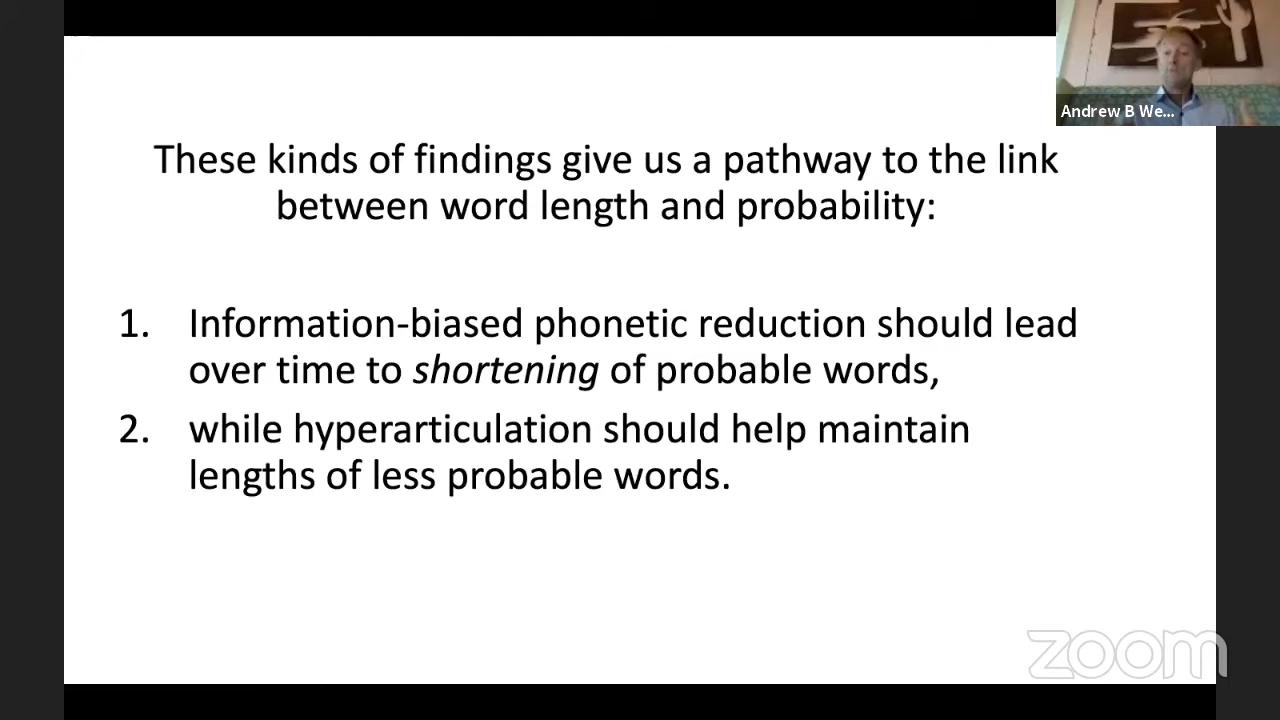 Andrew B We...
These kinds of findings give us a pathway to the link
between word length and probability:
1. Information-biased phonetic reduction should lead
over time to shortening of probable words,
2. while hyperarticulation should help maintain
lengths of less probable words.
zoom